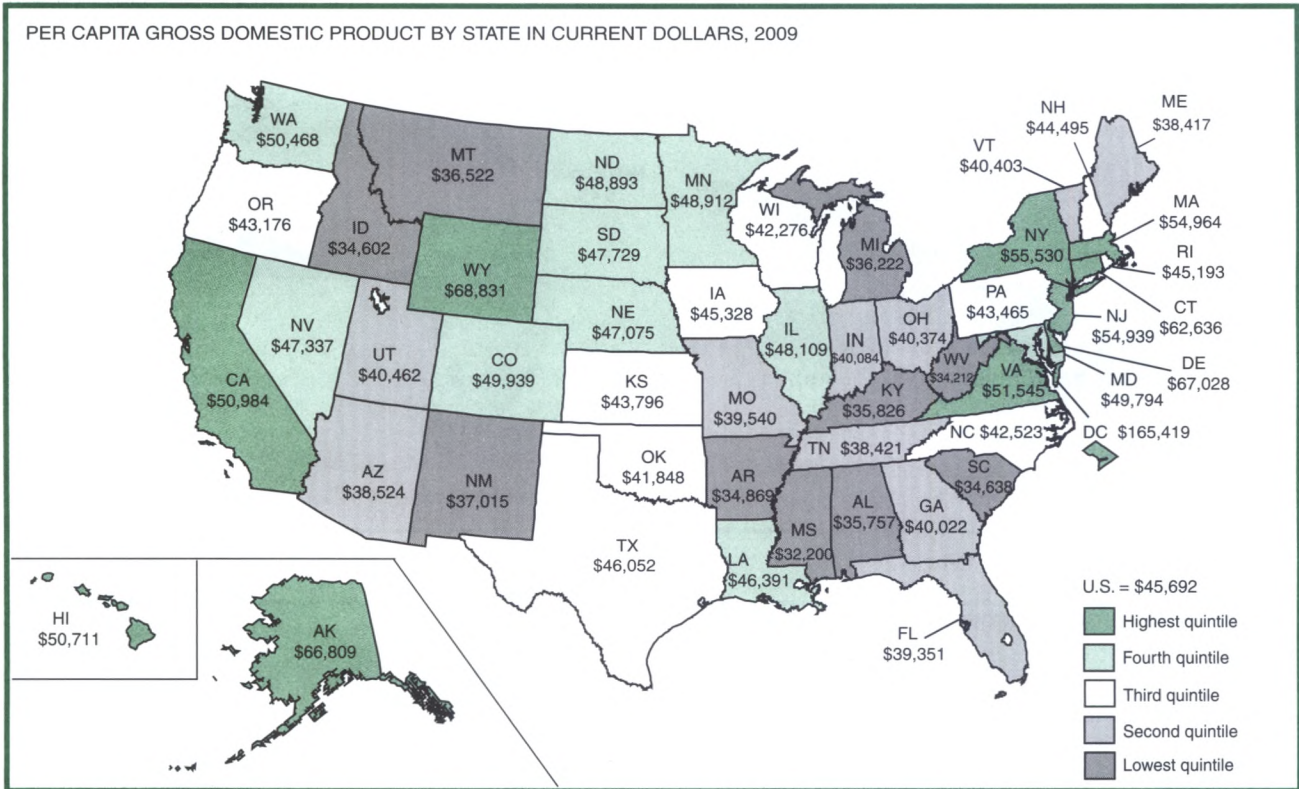 PER CAPITA GROSS DOMESTIC PRODUCT BY STATE IN CURRENT DOLLARS, 2009
WA
$50,468
OR
$43,176
CA
$50,984
ID
$34,602
NV
$47,337
MT
$36,522
WY
$68,831
UT
$40,462
AZ
$38,524
CO
$49,939
NM
$37,015
ND
$48,893
SD
$47,729
NE
$47,075
KS
$43,796
OK
$41,848
TX
$46,052
MN
$48,912
IA
$45,328
MO
$39,540
AR
$34,869
LA
$46,391
WI
$42,276
IL
$48,109
MI
$36,222
IN
$40,084
OH
$40,374
KY
$35,826
TN $38,421
MS
$32,200
AL
$35,757
GA
$40,022
FL
$39,351
SC
$34,638
NC $42,523
VA
$51,545
WV
$34,212
PA
$43,465
NY
$55,530
VT
$40,403
NH
$44,495
ME
$38,417
MA
$54,964
RI
$45,193
CT
$62,636
NJ
$54,939
DE
$67,028
MD
$49,794
DC $165,419
HI
$50,711
AK
$66,809
U.S. = $45,692
Highest quintile
Fourth quintile
Third quintile
Second quintile
Lowest quintile